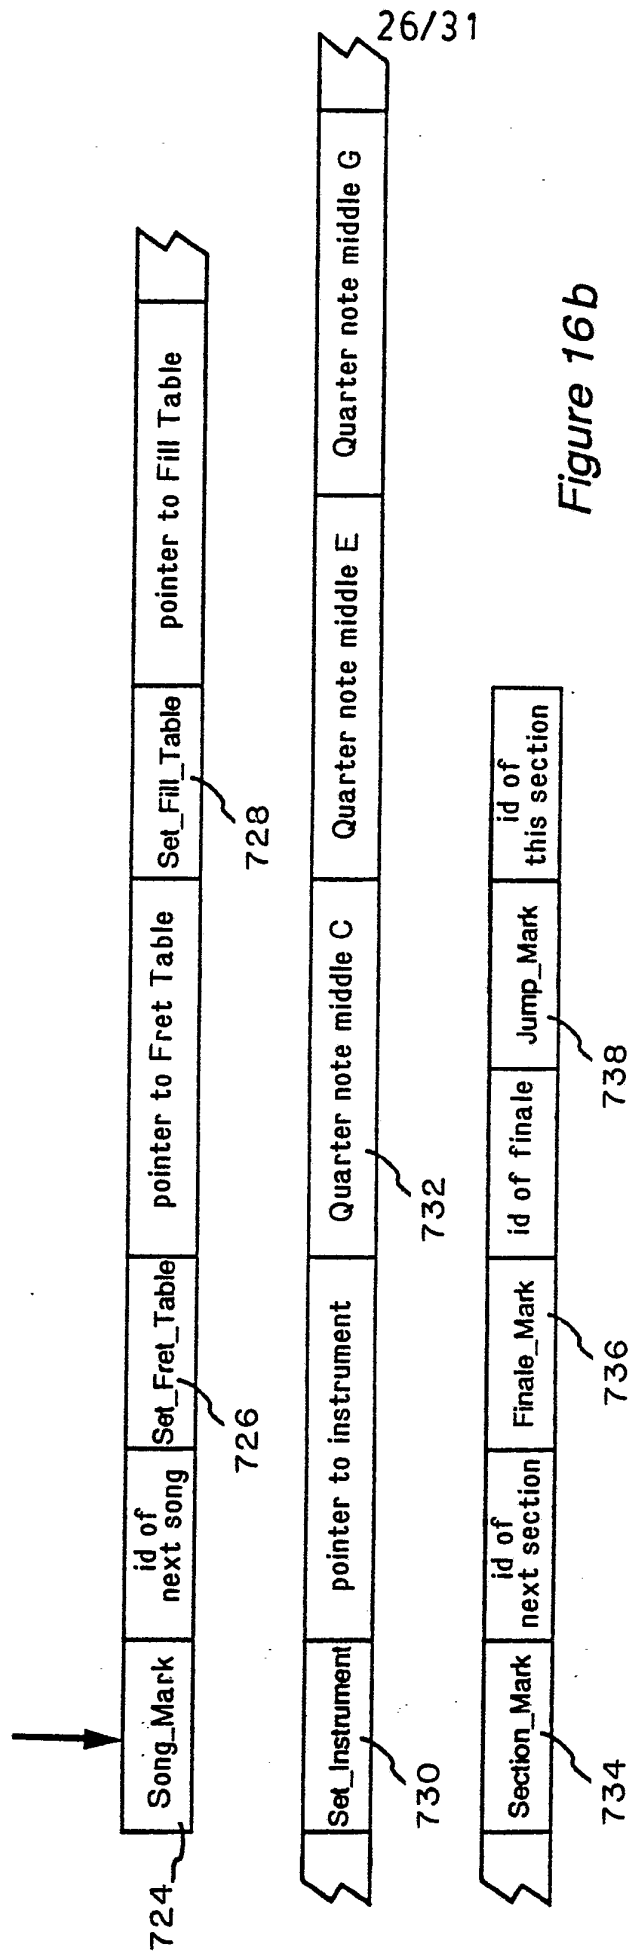 26/31
Song_Mark
id of
next song
Set_Fret_Table
pointer to Fret Table
Set_Fill_Table
pointer to Fill Table
724
726
728
Set_Instrument
pointer to instrument
Quarter note middle C
Quarter note middle E
Quarter note middle G
730
732
Section_Mark
id of
next section
Finale_Mark
id of finale
Jump_Mark
id of
this section
734
736
738
Figure 16b